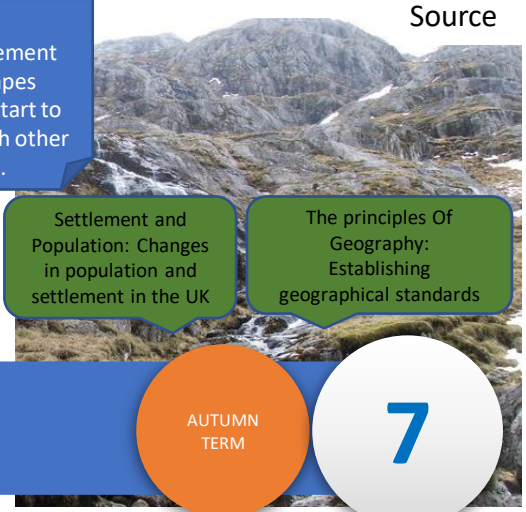 Source
ement
apes
tart to
h other
.
Settlement and
Population: Changes
in population and
settlement in the UK
The principles Of
Geography:
Establishing
geographical standards
AUTUMN
TERM
7